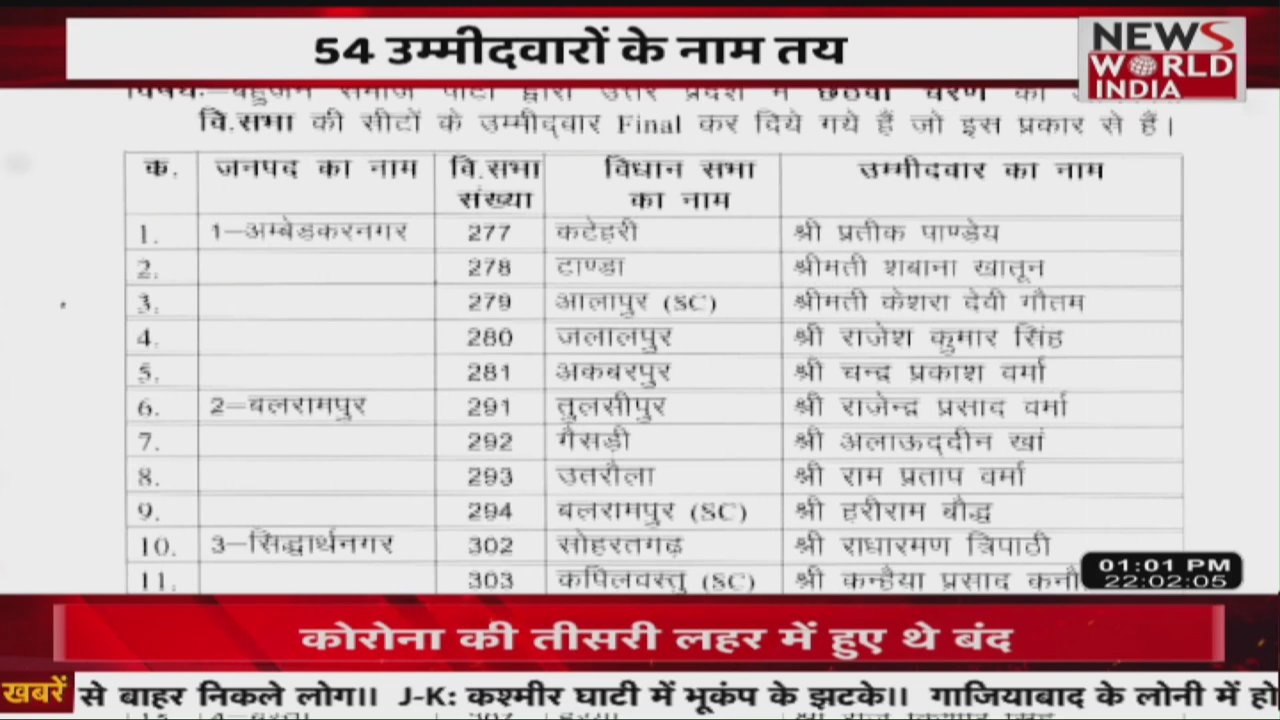 54 उम्मीदवारों के नाम तय
NEWS
WORLD
INDIA
वि.सभा की सीटों के उम्मीद्वार Final कर दिये गये हैं जो इस प्रकार से हैं।
क. जनपद का नाम वि.सभा संख्या विधान सभा का नाम उम्मीदवार का नाम
1. 1–अम्बेडकरनगर 277 कटेहरी श्री प्रतीक पाण्डेय
2. 278 टाण्डा श्रीमती शबाना खातून
3. 279 आलापुर (SC) श्रीमती केशरा देवी गौतम
4. 280 जलालपुर श्री राजेश कुमार सिंह
5. 281 अकबरपुर श्री चन्द्र प्रकाश वर्मा
6. 2–बलरामपुर 291 तुलसीपुर श्री राजेन्द्र प्रसाद वर्मा
7. 292 गैसड़ी श्री अलाऊद्दीन खां
8. 293 उतरौला श्री राम प्रताप वर्मा
9. 294 बलरामपुर (SC) श्री हरीराम बौद्ध
10. 3–सिद्धार्थनगर 302 सोहरतगढ़ श्री राधारमण त्रिपाठी
11. 303 कपिलवस्तु (SC) श्री कन्हैया प्रसाद
01:01 PM
22:02:05
कोरोना की तीसरी लहर में हुए थे बंद
खबरें से बाहर निकले लोग।। J-K: कश्मीर घाटी में भूकंप के झटके।। गाजियाबाद के लोनी में हो